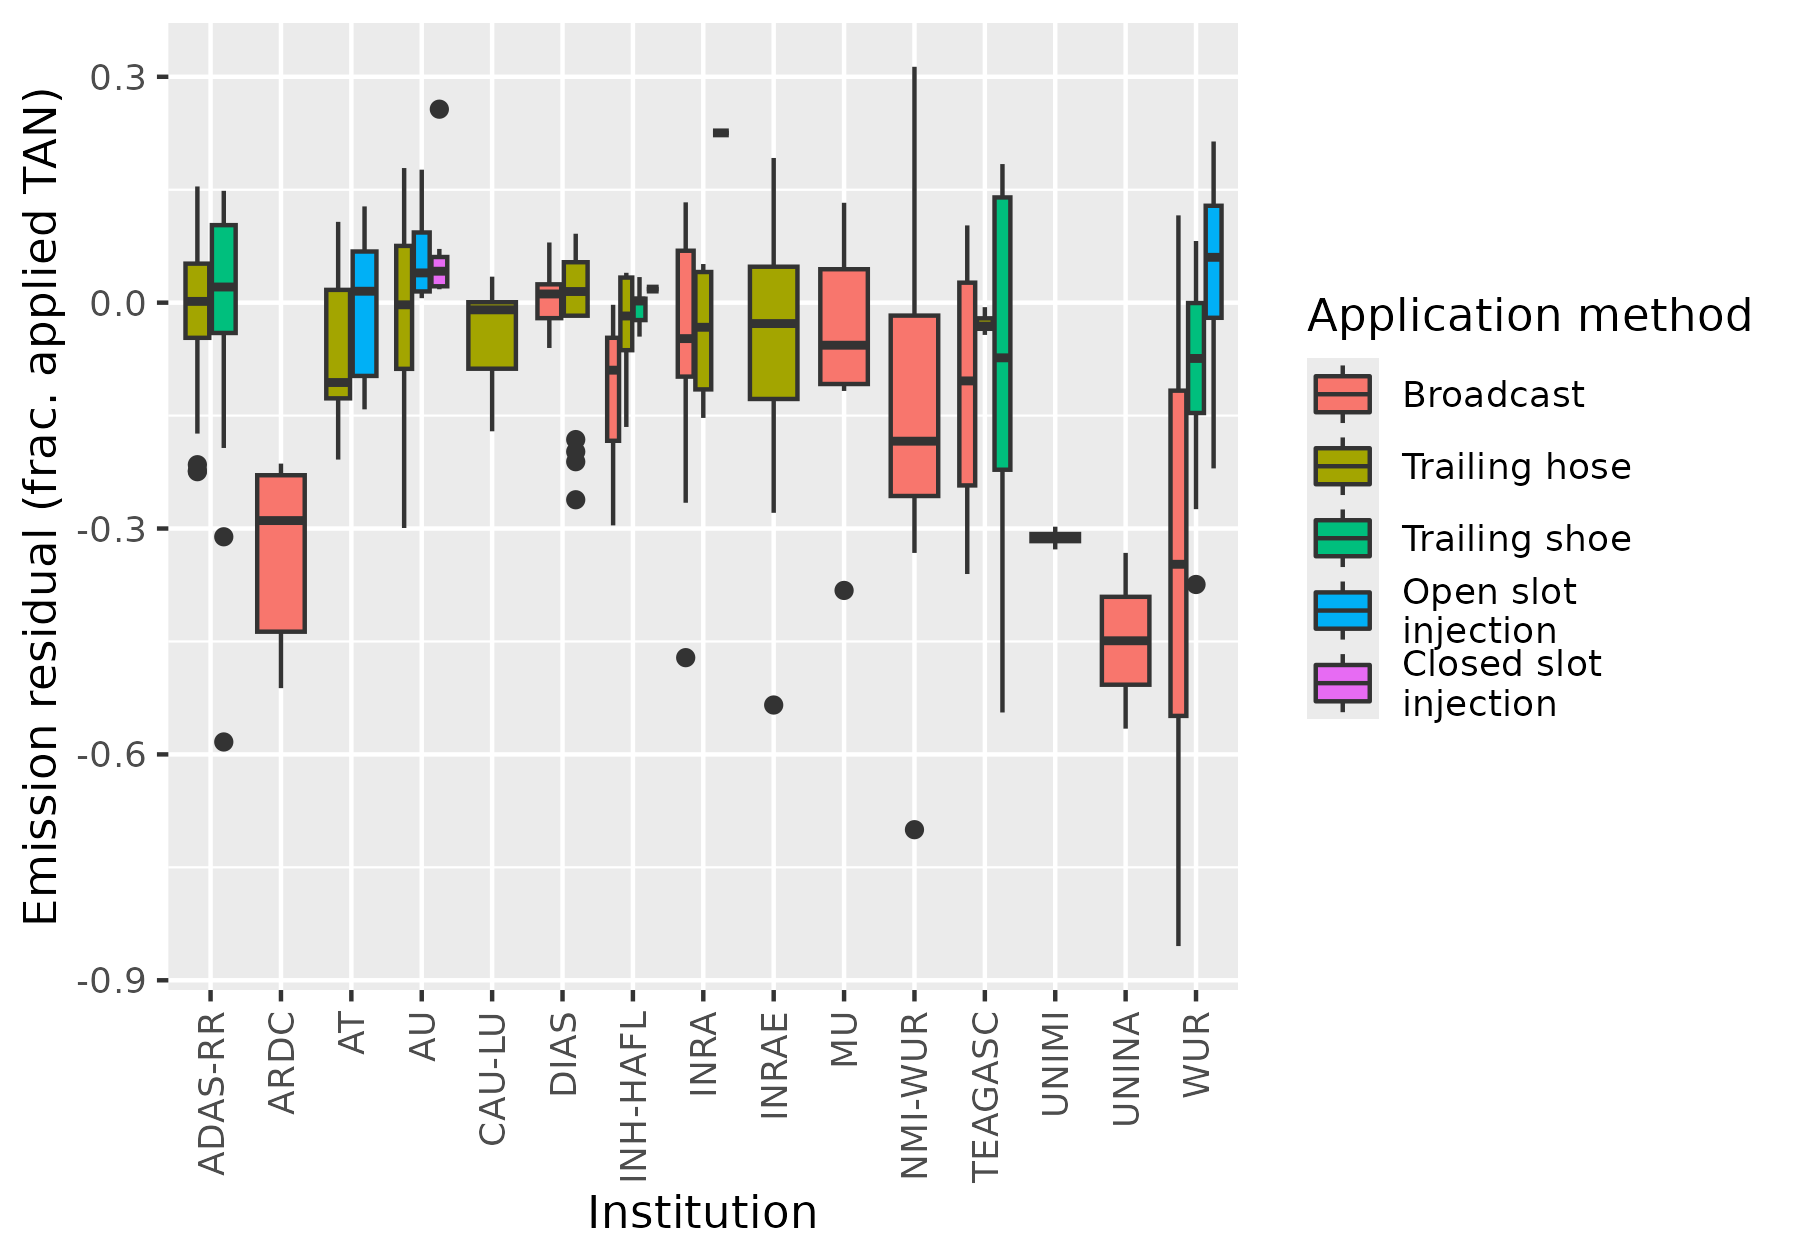 Emission residual (frac. applied TAN)
0.3
0.0
-0.3
-0.6
-0.9
ADAS-RR
ARDC
AT
AU
CAU-LU
DIAS
INH-HAFL
INRA
INRAE
MU
NMI-WUR
TEAGASC
UNIMI
UNINA
WUR
Institution
Application method
Broadcast
Trailing hose
Trailing shoe
Open slot
injection
Closed slot
injection